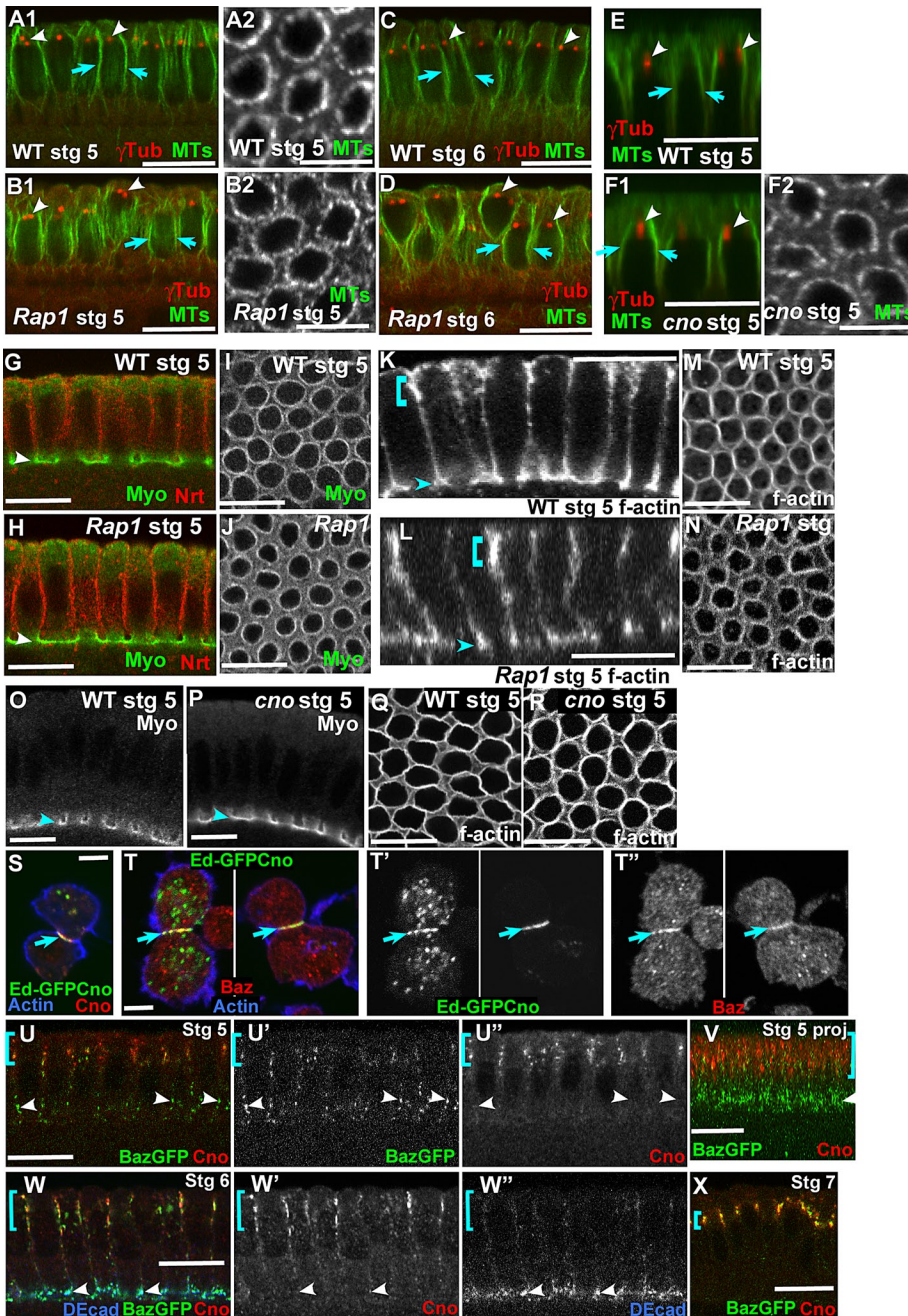 A1
WT stg 5 γTub MTs
A2
WT stg 5 MTs
C
WT stg 6 γTub MTs
E
γTub
MTs WT stg 5
B1
γTub
Rap1 stg 5 MTs
B2
MTs
Rap1 stg 5
D
γTub
Rap1 stg 6 MTs
F1
γTub
MTs cno stg 5
F2
cno stg 5 MTs
G WT stg 5
Myo Nrt
I WT stg 5
Myo
K
WT stg 5 f-actin
M WT stg 5
f-actin
H Rap1 stg 5
Myo Nrt
J Rap1
Myo
L
Rap1 stg 5 f-actin
N Rap1 stg
f-actin
O WT stg 5
Myo
P cno stg 5
Myo
Q WT stg 5
f-actin
R cno stg 5
f-actin
S
Ed-GFPCno
Actin Cno
T Ed-GFPCno
Baz
Actin
T'
Ed-GFPCno
T''
Baz
U Stg 5
BazGFP Cno
U'
BazGFP
U''
Cno
V Stg 5 proj
BazGFP Cno
W Stg 6
DEcad BazGFP Cno
W'
Cno
W''
DEcad
X Stg 7
BazGFP Cno